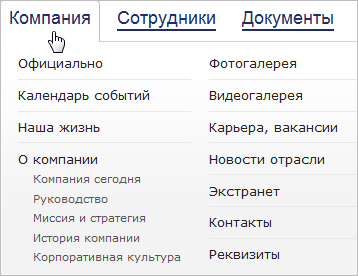 Компания Сотрудники Документы
Официально
Календарь событий
Наша жизнь
О компании
Компания сегодня
Руководство
Миссия и стратегия
История компании
Корпоративная культура
Фотогалерея
Видеогалерея
Карьера, вакансии
Новости отрасли
Экстранет
Контакты
Реквизиты